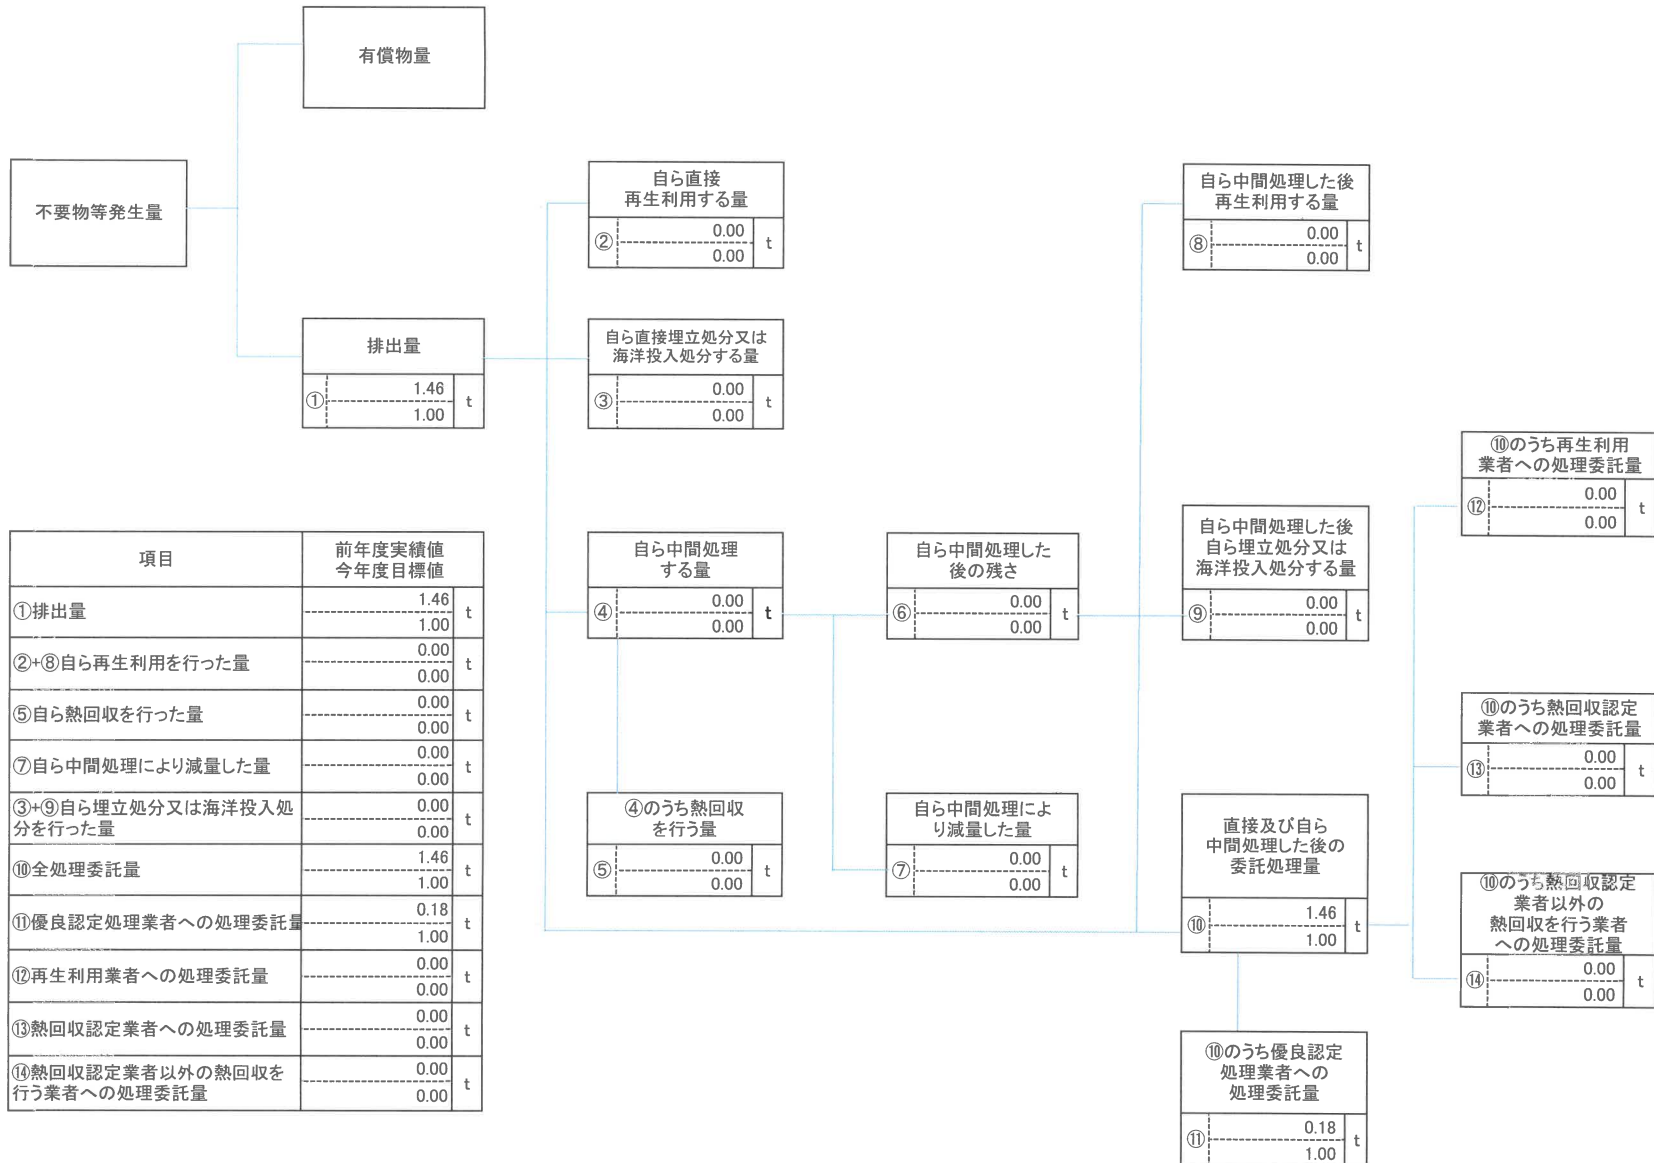 有償物量
不要物等発生量
排出量
① 1.46 t
1.00
自ら直接
再生利用する量
② 0.00 t
0.00
自ら直接埋立処分又は
海洋投入処分する量
③ 0.00 t
0.00
自ら中間処理
する量
④ 0.00 t
0.00
④のうち熱回収
を行う量
⑤ 0.00 t
0.00
自ら中間処理した
後の残さ
⑥ 0.00 t
0.00
自ら中間処理によ
り減量した量
⑦ 0.00 t
0.00
自ら中間処理した後
再生利用する量
⑧ 0.00 t
0.00
自ら中間処理した後
自ら埋立処分又は
海洋投入処分する量
⑨ 0.00 t
0.00
直接及び自ら
中間処理した後の
委託処理量
⑩ 1.46 t
1.00
⑩のうち優良認定
処理業者への
処理委託量
⑪ 0.18 t
1.00
⑩のうち再生利用
業者への処理委託量
⑫ 0.00 t
0.00
⑩のうち熱回収認定
業者への処理委託量
⑬ 0.00 t
0.00
⑩のうち熱回収認定
業者以外の
熱回収を行う業者
への処理委託量
⑭ 0.00 t
0.00
項目 前年度実績値
今年度目標値
①排出量 1.46 t
1.00
②+⑧自ら再生利用を行った量 0.00 t
0.00
⑤自ら熱回収を行った量 0.00 t
0.00
⑦自ら中間処理により減量した量 0.00 t
0.00
③+⑨自ら埋立処分又は海洋投入処 0.00 t
分を行った量 0.00
⑩全処理委託量 1.46 t
1.00
⑪優良認定処理業者への処理委託量 0.18 t
1.00
⑫再生利用業者への処理委託量 0.00 t
0.00
⑬熱回収認定業者への処理委託量 0.00 t
0.00
⑭熱回収認定業者以外の熱回収を 0.00 t
行う業者への処理委託量 0.00